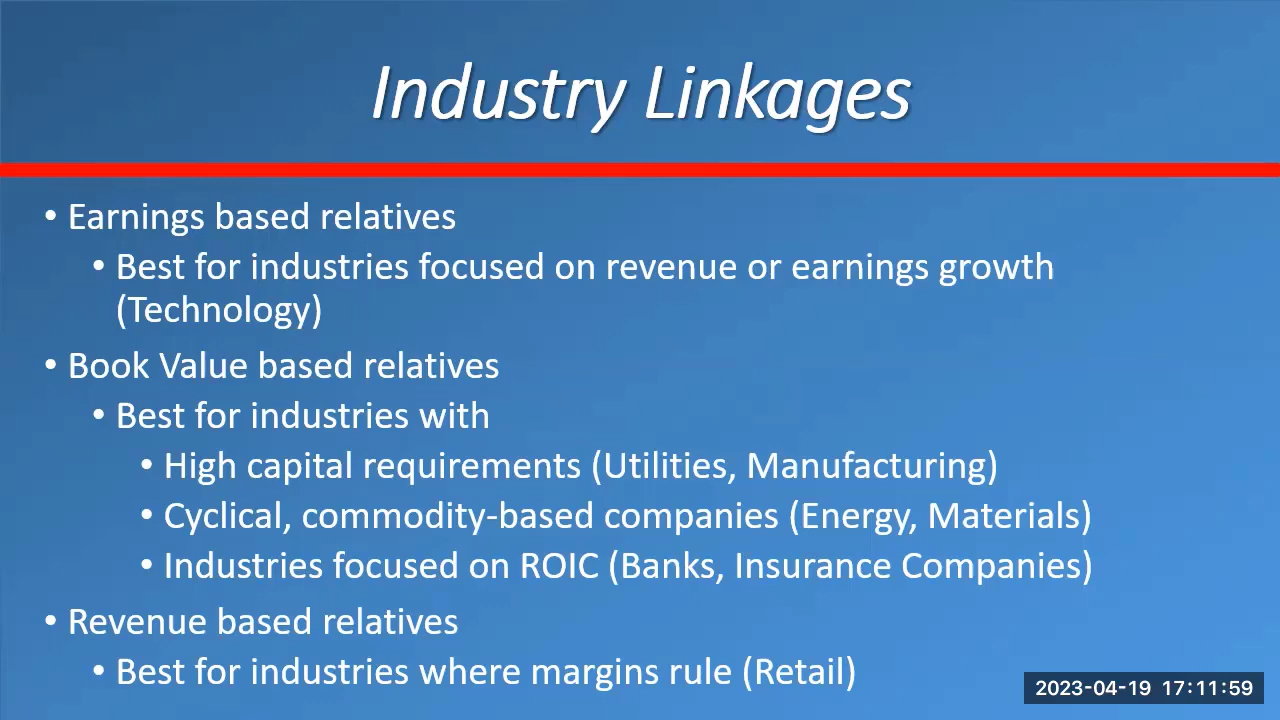 Industry Linkages
• Earnings based relatives
• Best for industries focused on revenue or earnings growth
(Technology)
• Book Value based relatives
• Best for industries with
• High capital requirements (Utilities, Manufacturing)
• Cyclical, commodity-based companies (Energy, Materials)
• Industries focused on ROIC (Banks, Insurance Companies)
• Revenue based relatives
• Best for industries where margins rule (Retail)
2023-04-19 17:11:59